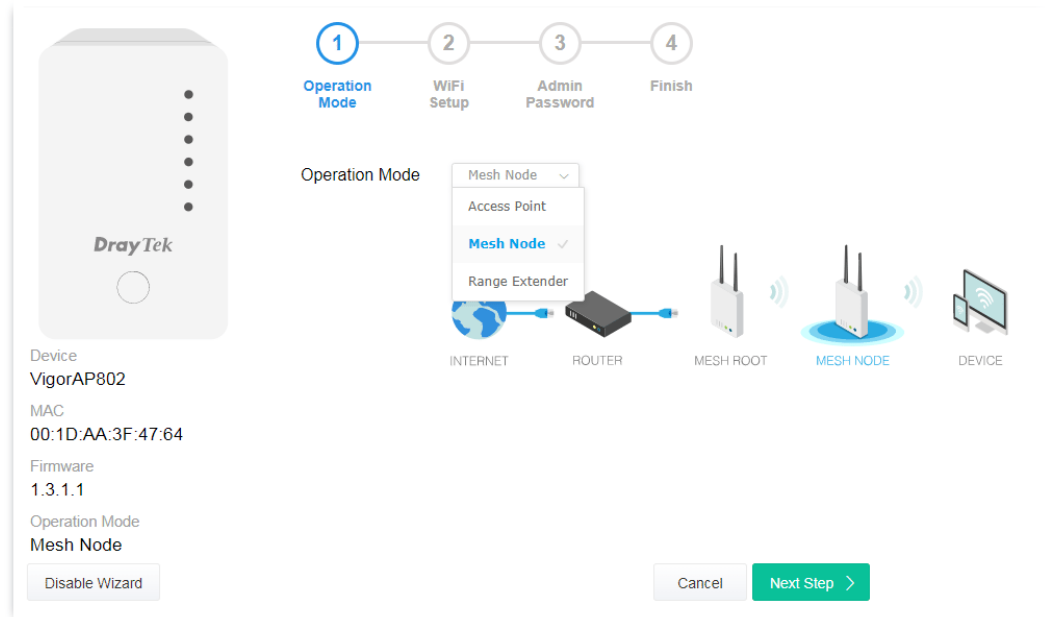 1
2
3
4
Operation
Mode
WiFi
Setup
Admin
Password
Finish
Operation Mode
Mesh Node
Access Point
Mesh Node
Range Extender
DrayTek
INTERNET
ROUTER
MESH ROOT
MESH NODE
DEVICE
Device
VigorAP802
MAC
00:1D:AA:3F:47:64
Firmware
1.3.1.1
Operation Mode
Mesh Node
Disable Wizard
Cancel
Next Step